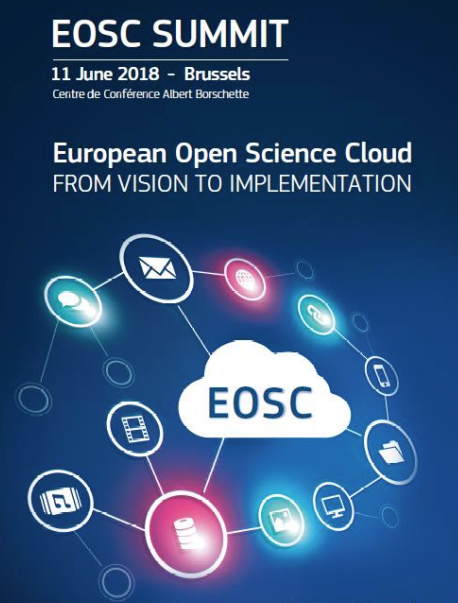 EOSC SUMMIT
11 June 2018 - Brussels
Centre de Conférence Albert Borschette
European Open Science Cloud
FROM VISION TO IMPLEMENTATION
EOSC